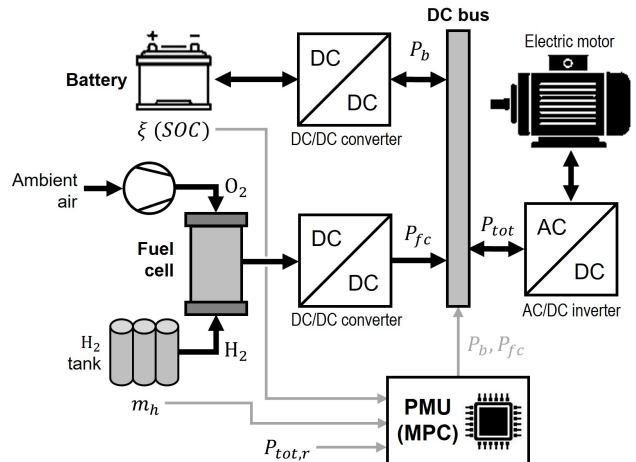 DC bus
Electric motor
+ −
Battery
DC
DC
P_b
DC/DC converter
ξ (SOC)
Ambient
air
O₂
Fuel
cell
DC
DC
P_fc
P_tot
AC
DC
DC/DC converter
AC/DC inverter
H₂
tank
H₂
P_b, P_fc
m_h
PMU
(MPC)
P_tot,r